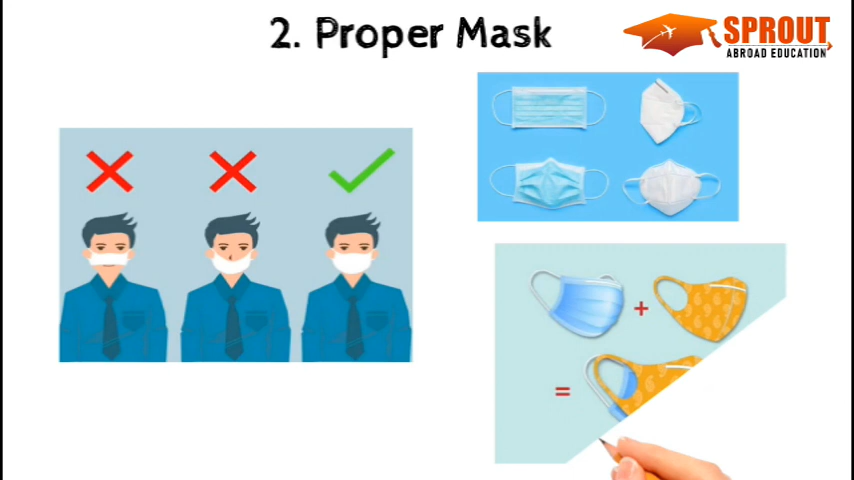 2. Proper Mask
SPROUT
ABROAD EDUCATION
+
=